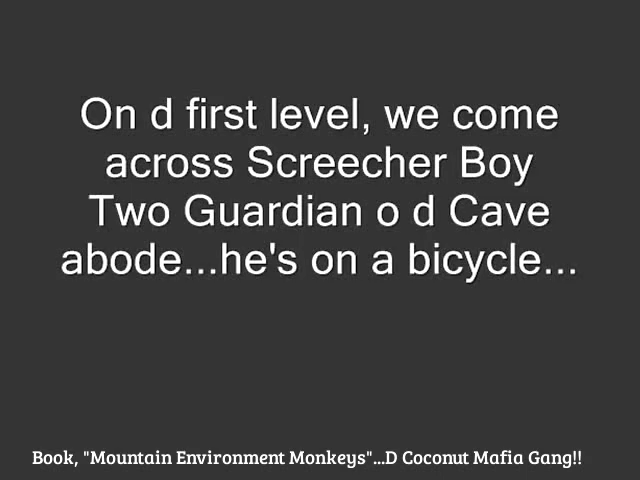 On d first level, we come
across Screecher Boy
Two Guardian o d Cave
abode...he's on a bicycle...
Book, "Mountain Environment Monkeys"...D Coconut Mafia Gang!!